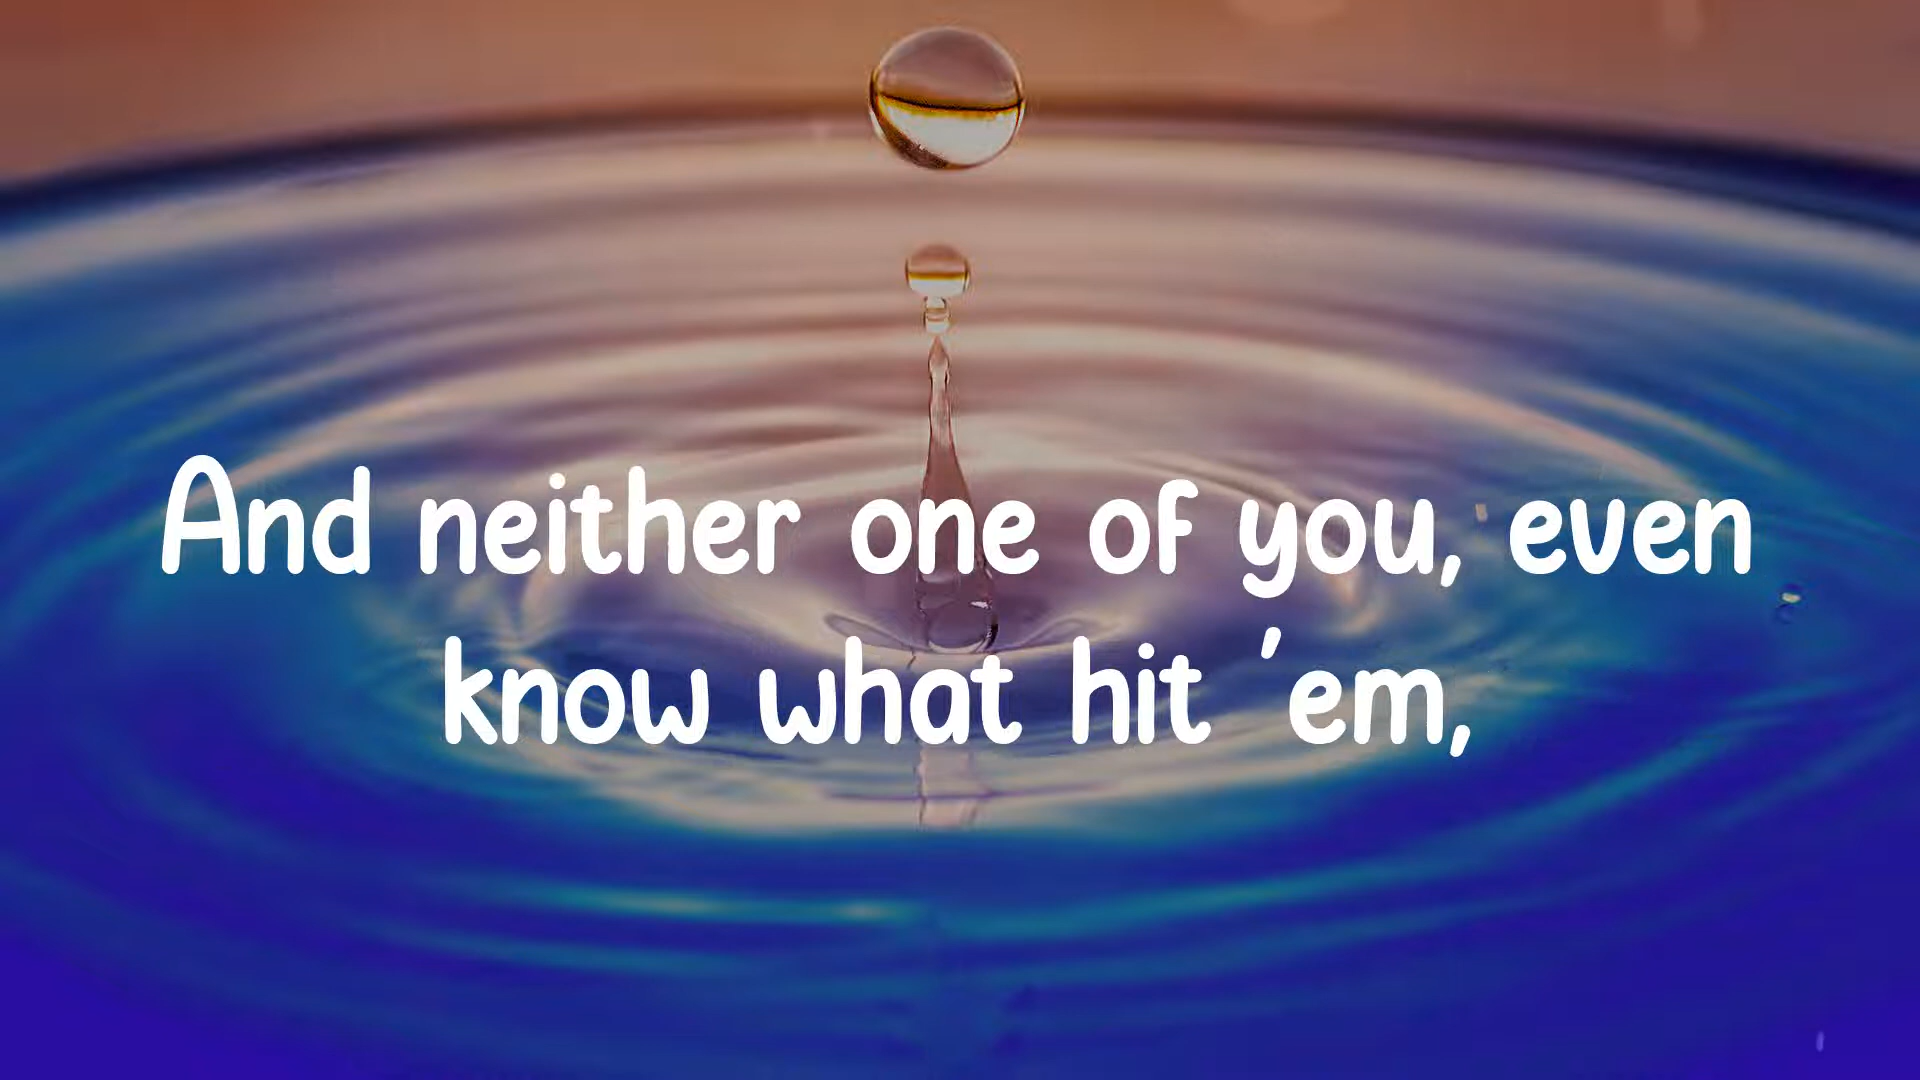 And neither one of you, even
know what hit 'em,